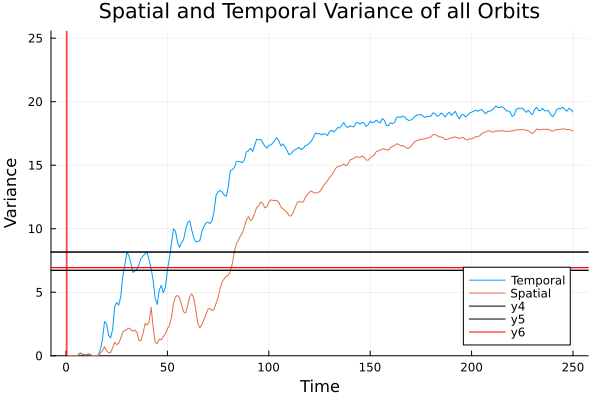 Spatial and Temporal Variance of all Orbits
25
20
15
10
5
0
Variance
0 50 100 150 200 250
Time
Temporal
Spatial
y4
y5
y6